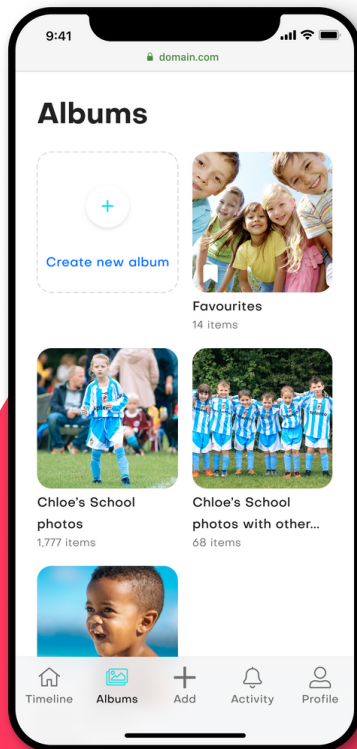 9:41
domain.com
Albums
Create new album
Favourites
14 items
Chloe's School
photos
1,777 items
Chloe's School
photos with other...
68 items
Timeline
Albums
Add
Activity
Profile